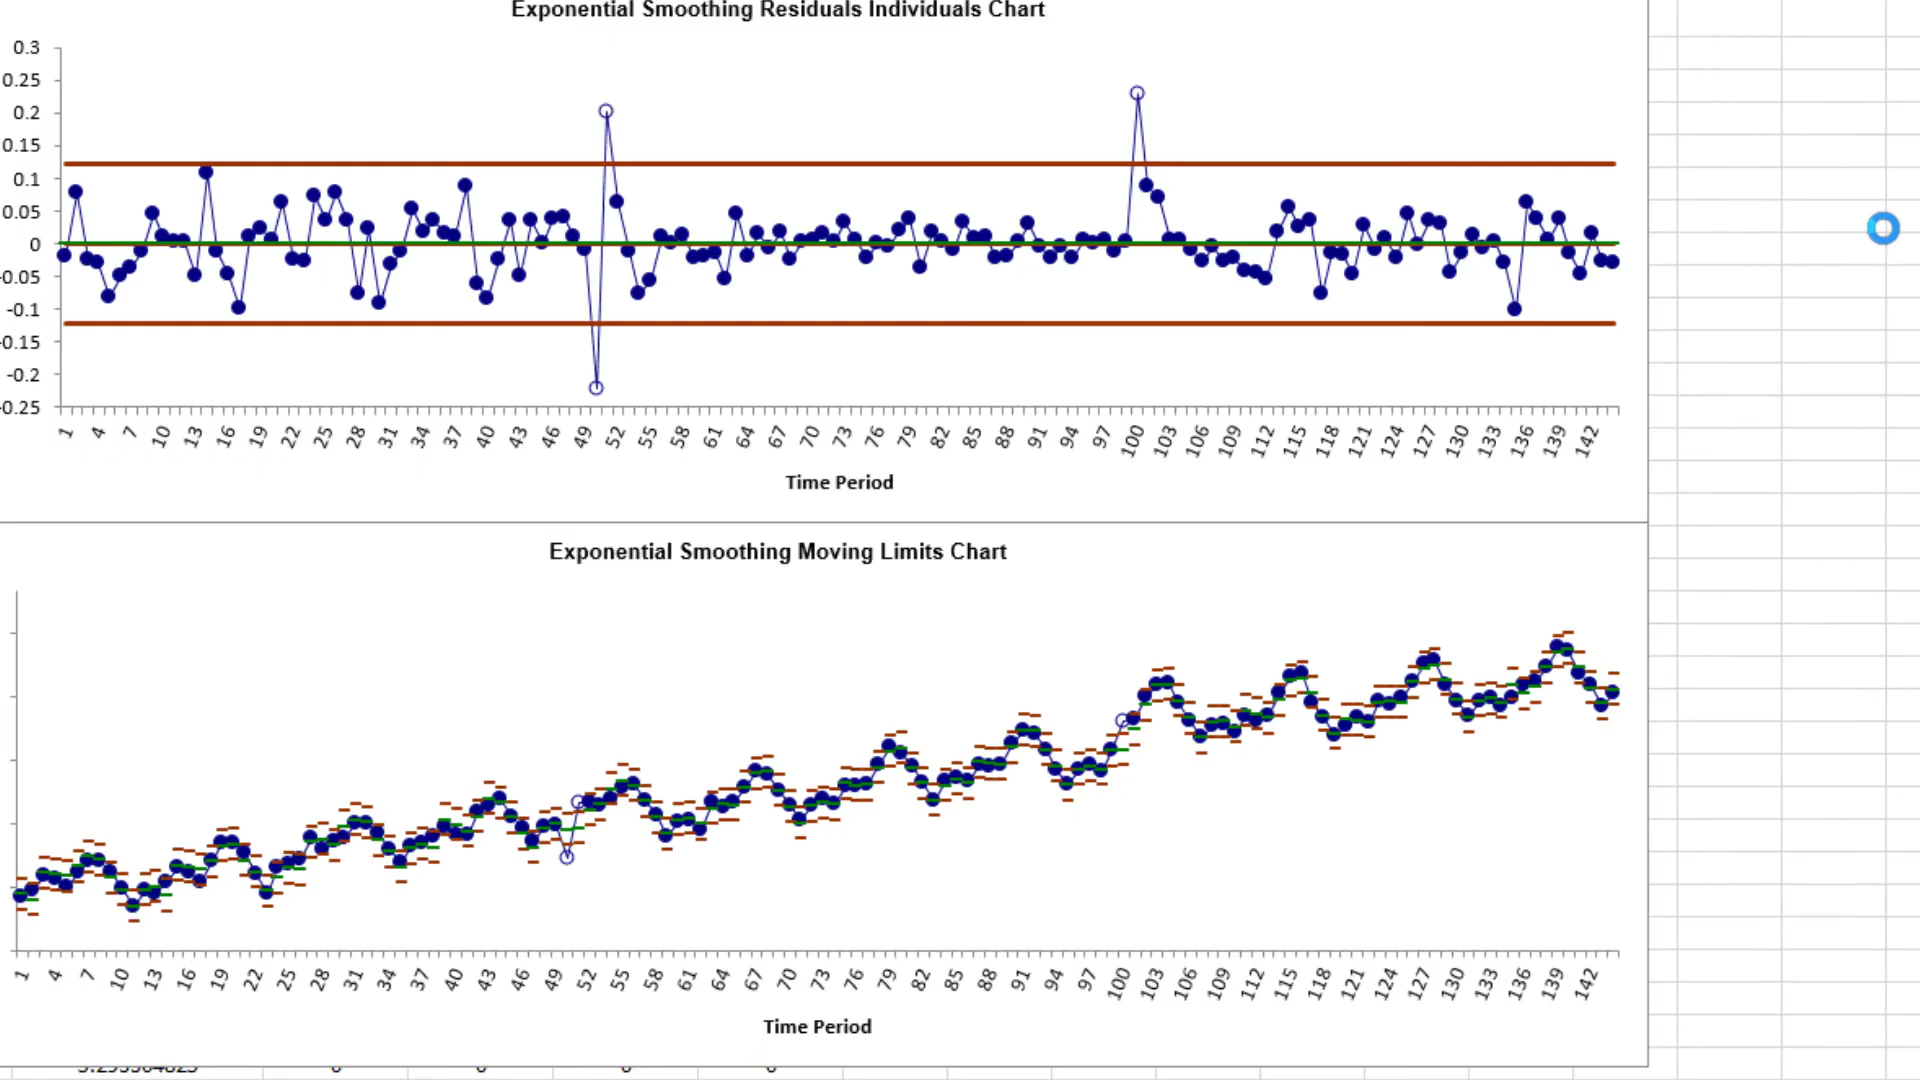 Exponential Smoothing Residuals Individuals Chart
0.3
0.25
0.2
0.15
0.1
0.05
0
-0.05
-0.1
-0.15
-0.2
-0.25
1 4 7 10 13 16 19 22 25 28 31 34 37 40 43 46 49 52 55 58 61 64 67 70 73 76 79 82 85 88 91 94 97 100 103 106 109 112 115 118 121 124 127 130 133 136 139 142
Time Period
Exponential Smoothing Moving Limits Chart
1 4 7 10 13 16 19 22 25 28 31 34 37 40 43 46 49 52 55 58 61 64 67 70 73 76 79 82 85 88 91 94 97 100 103 106 109 112 115 118 121 124 127 130 133 136 139 142
Time Period